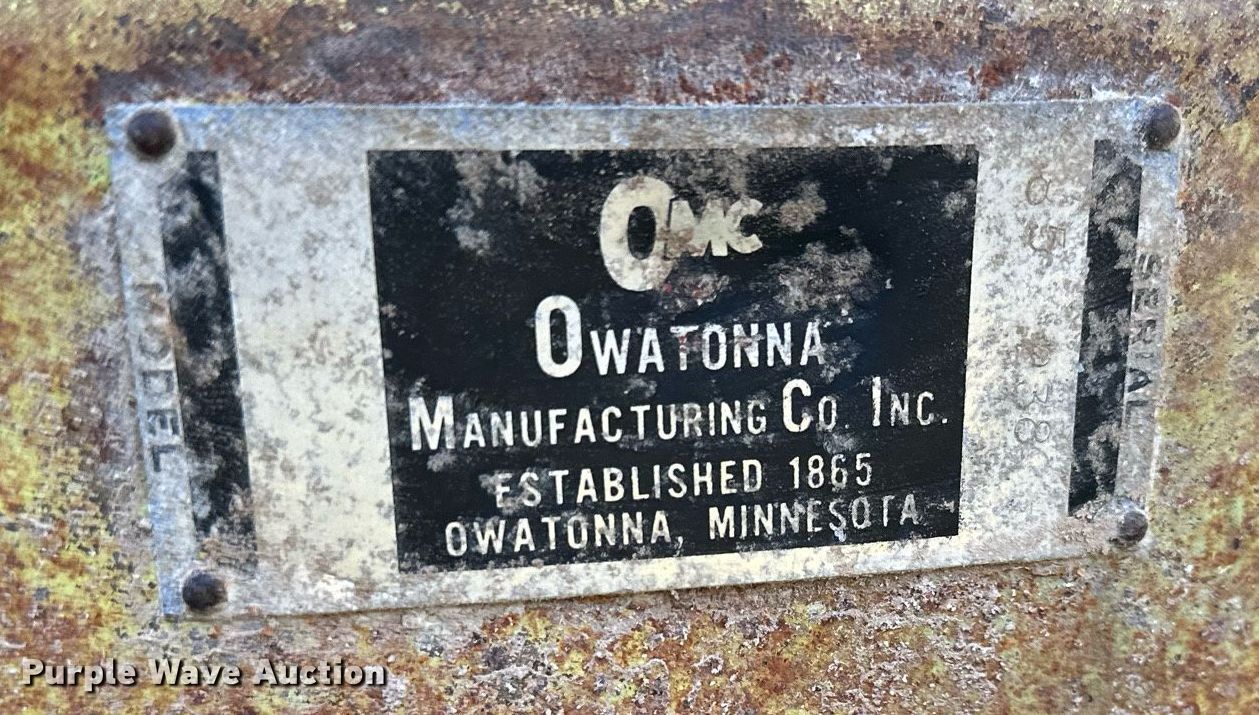 OMC
OWATONNA
MANUFACTURING CO. INC.
ESTABLISHED 1865
OWATONNA, MINNESOTA
MODEL
SERIAL
Purple Wave Auction